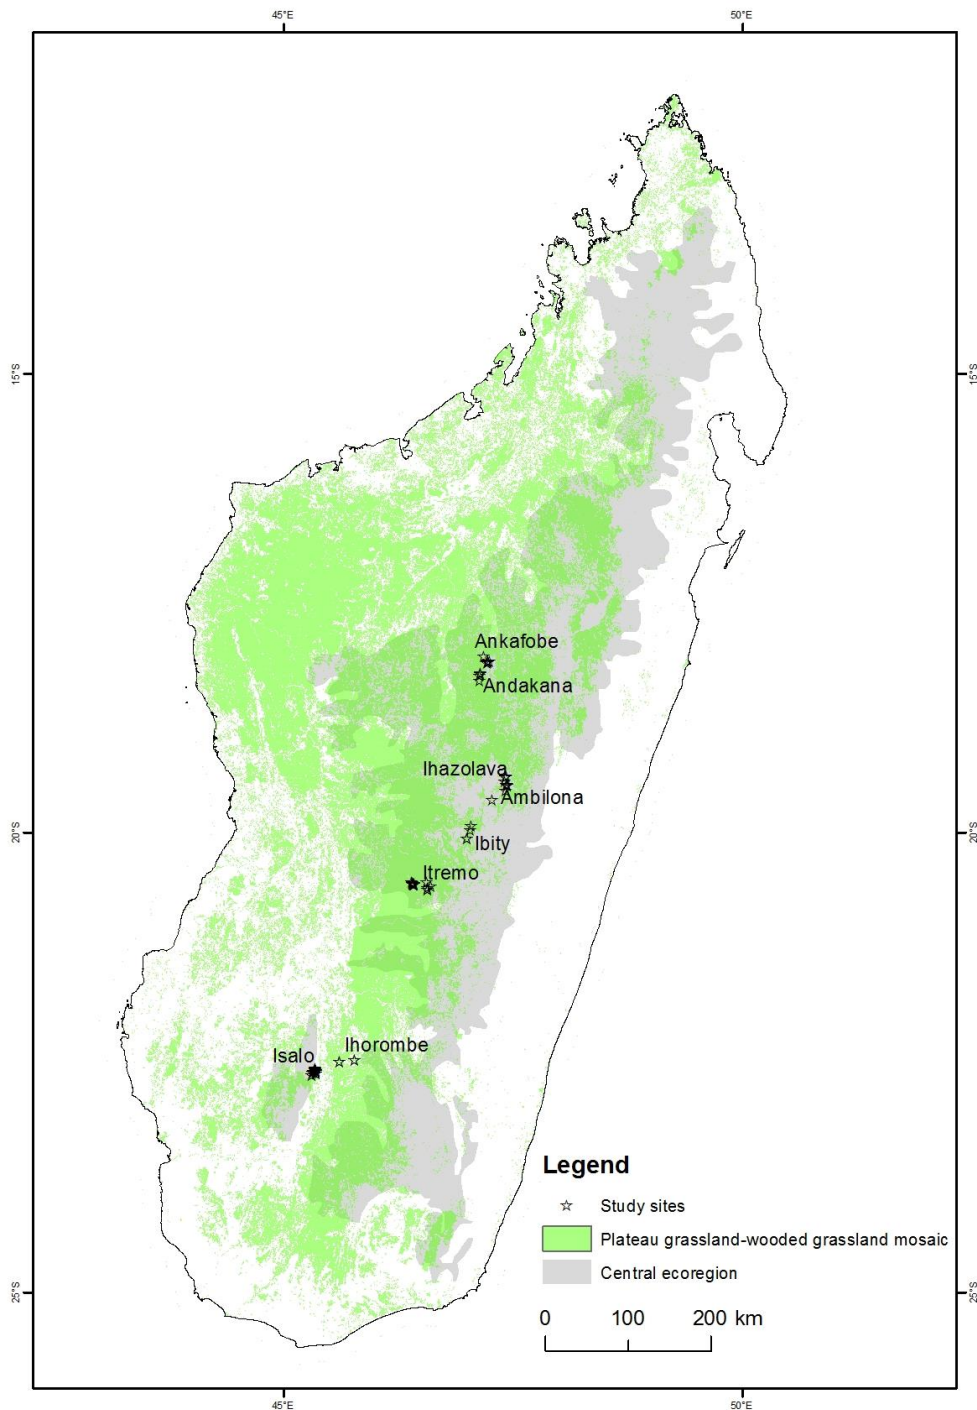 45°E
50°E
15°S
15°S
Ankafobe
Andakana
Ihazolava
Ambilona
20°S
20°S
Ibity
Itremo
Ihorombe
Isalo
Legend
Study sites
Plateau grassland-wooded grassland mosaic
Central ecoregion
25°S
25°S
0 100 200 km
45°E
50°E